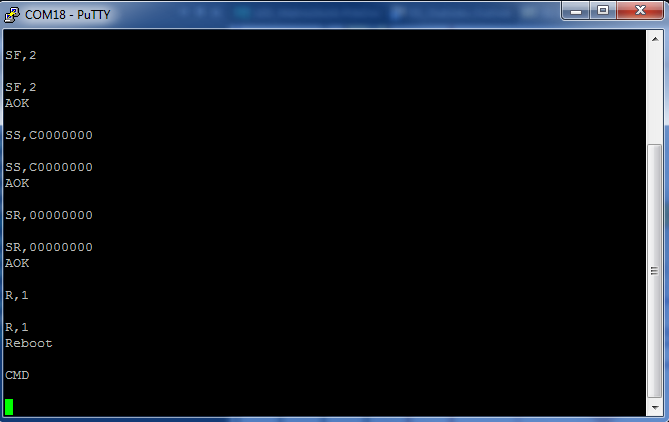 COM18 - PuTTY
SF,2
SF,2
AOK
SS,C0000000
SS,C0000000
AOK
SR,00000000
SR,00000000
AOK
R,1
R,1
Reboot
CMD